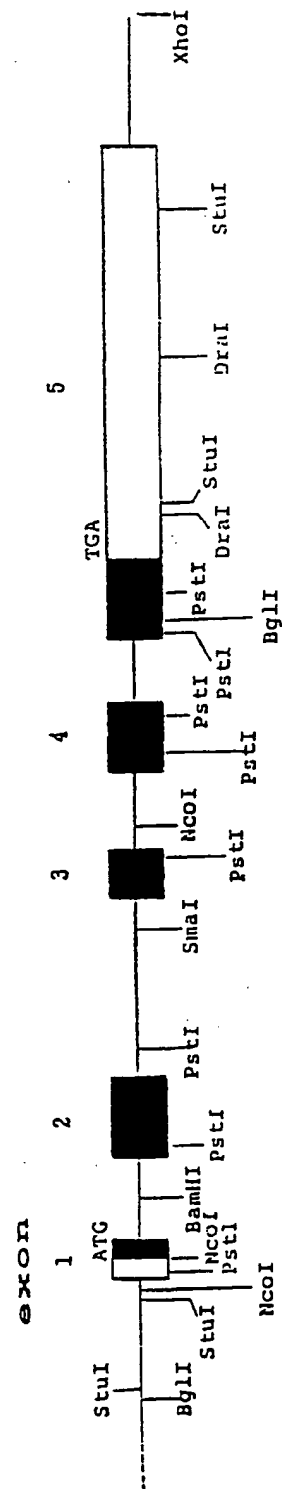 exon
1 2 3 4 5
ATG TGA
StuI
BglI
StuI
NcoI
PstI
NcoI
BamHI
PstI
PstI
SmaI
PstI
NcoI
PstI
PstI
PstI
BglI
PstI
DraI
StuI
DraI
StuI
XhoI